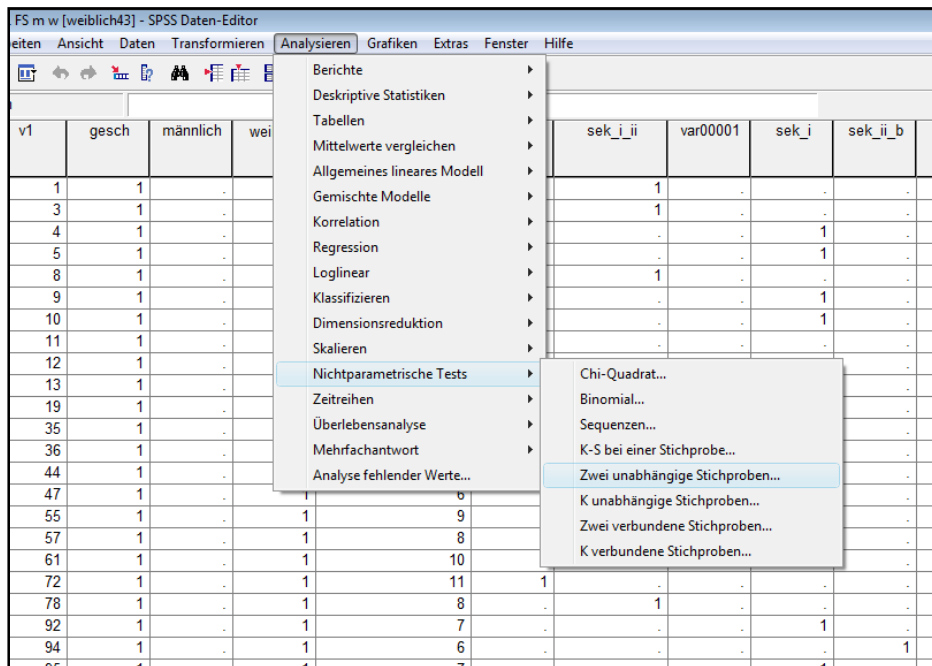 FS m w [weiblich43] - SPSS Daten-Editor
eiten Ansicht Daten Transformieren Analysieren Grafiken Extras Fenster Hilfe
v1 gesch männlich wei sek_i_ii var00001 sek_i sek_ii_b
Berichte
Deskriptive Statistiken
Tabellen
Mittelwerte vergleichen
Allgemeines lineares Modell
Gemischte Modelle
Korrelation
Regression
Loglinear
Klassifizieren
Dimensionsreduktion
Skalieren
Nichtparametrische Tests
Zeitreihen
Überlebensanalyse
Mehrfachantwort
Analyse fehlender Werte...
Chi-Quadrat...
Binomial...
Sequenzen...
K-S bei einer Stichprobe...
Zwei unabhängige Stichproben...
K unabhängige Stichproben...
Zwei verbundene Stichproben...
K verbundene Stichproben...
1 1 . 1 . . .
3 1 . 1 . . .
4 1 . . . 1 .
5 1 . . . 1 .
8 1 . 1 . . .
9 1 . . . 1 .
10 1 . . . 1 .
11 1 . . . . .
12 1 .
13 1 .
19 1 .
35 1 .
36 1 .
44 1 .
47 1 . 1 6
55 1 . 1 9
57 1 . 1 8
61 1 . 1 10
72 1 . 1 11 1 . . . .
78 1 . 1 8 . 1 . . .
92 1 . 1 7 . . . 1 .
94 1 . 1 6 . . . . 1